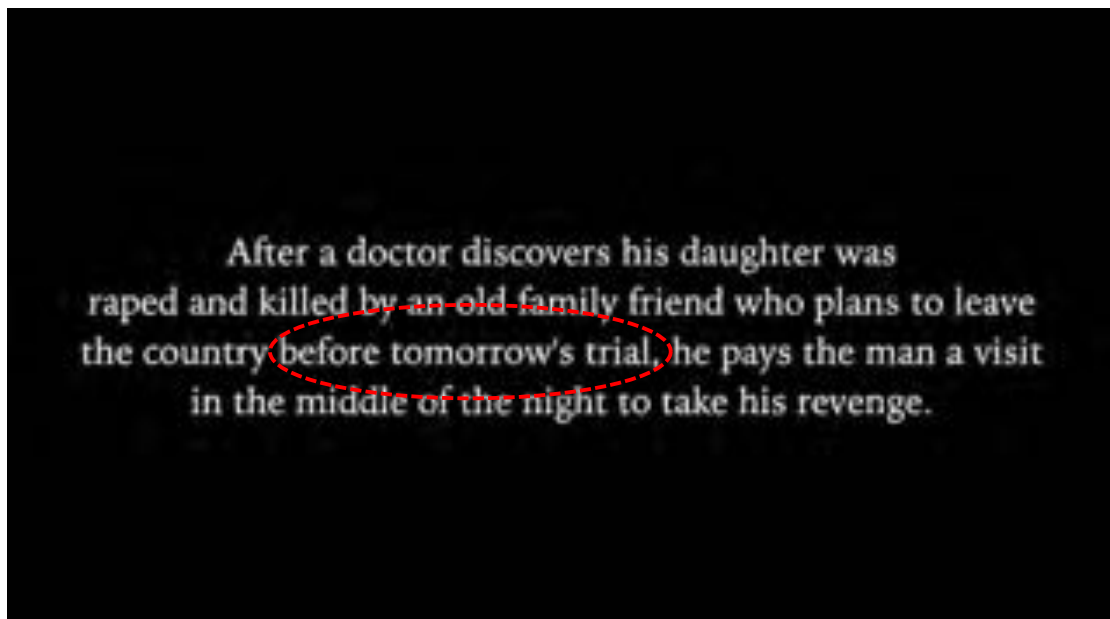 After a doctor discovers his daughter was
raped and killed by an old family friend who plans to leave
the country before tomorrow's trial, he pays the man a visit
in the middle of the night to take his revenge.